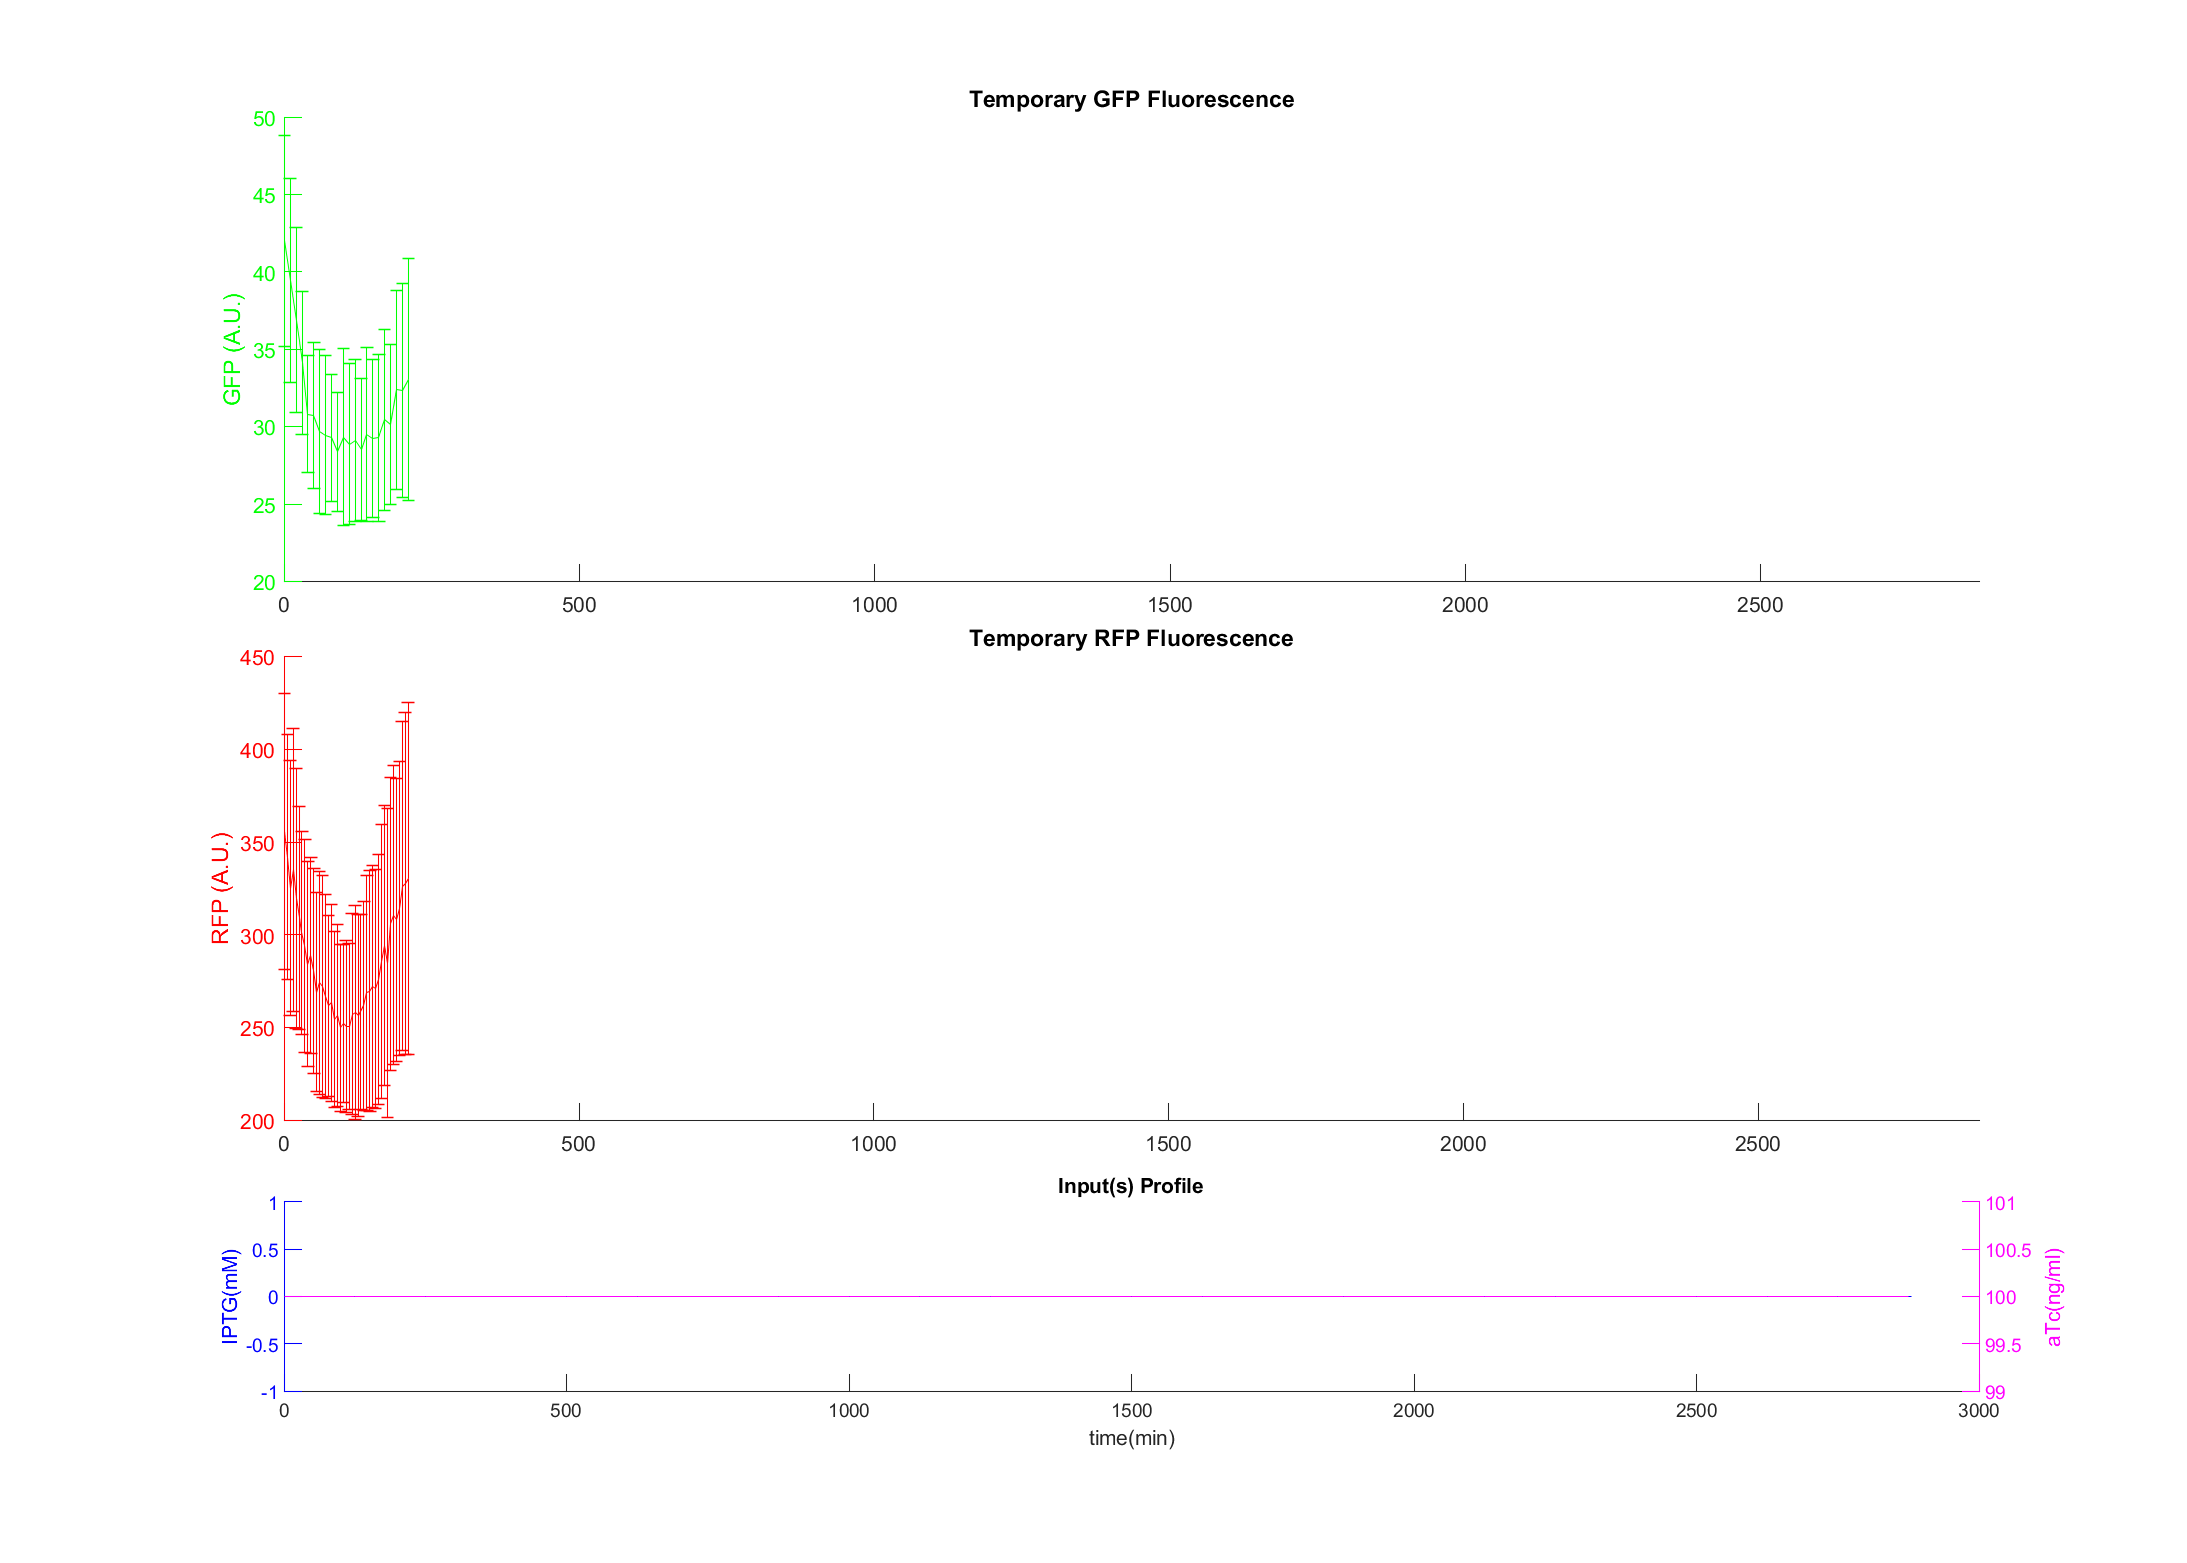 Temporary GFP Fluorescence
50
45
40
35
30
25
20
GFP (A.U.)
0 500 1000 1500 2000 2500
Temporary RFP Fluorescence
450
400
350
300
250
200
RFP (A.U.)
0 500 1000 1500 2000 2500
Input(s) Profile
1
0.5
0
-0.5
-1
IPTG(mM)
101
100.5
100
99.5
99
aTc(ng/ml)
0 500 1000 1500 2000 2500 3000
time(min)